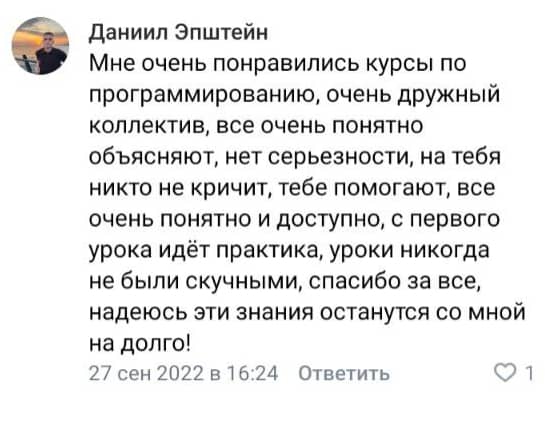 Даниил Эпштейн
Мне очень понравились курсы по
программированию, очень дружный
коллектив, все очень понятно
объясняют, нет серьезности, на тебя
никто не кричит, тебе помогают, все
очень понятно и доступно, с первого
урока идёт практика, уроки никогда
не были скучными, спасибо за все,
надеюсь эти знания останутся со мной
на долго!
27 сен 2022 в 16:24 Ответить 1